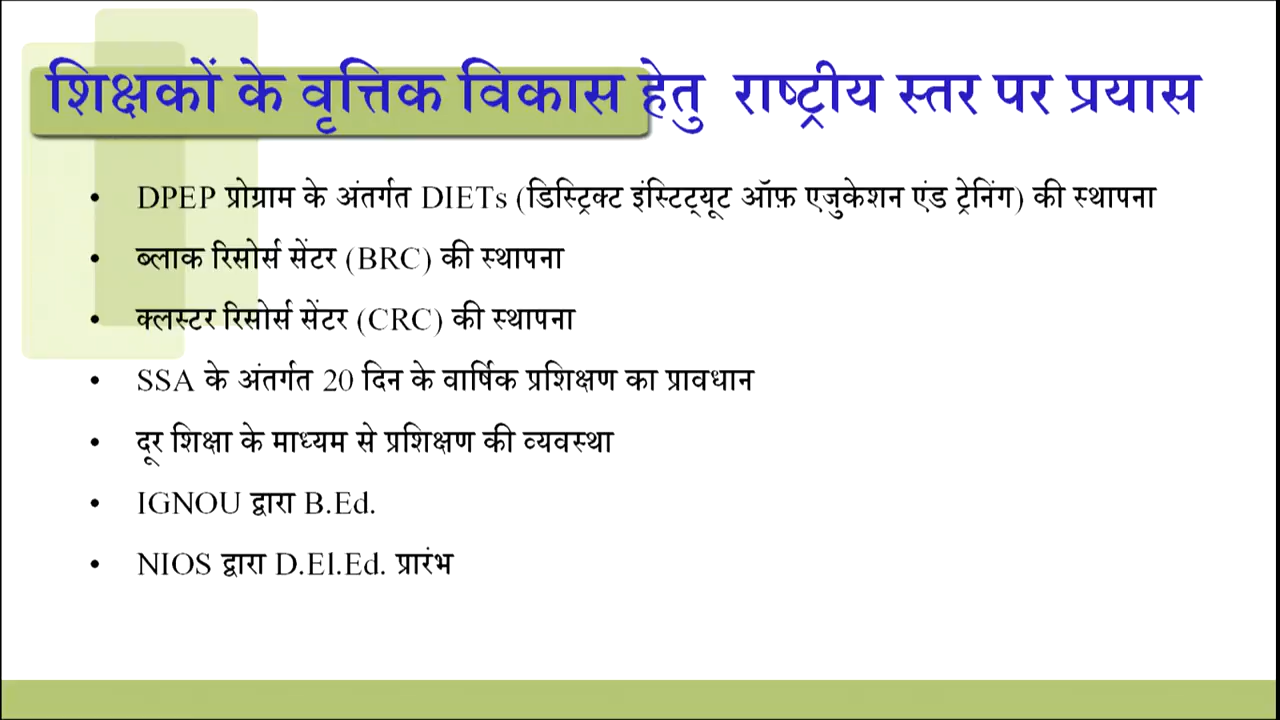 शिक्षकों के वृत्तिक विकास हेतु राष्ट्रीय स्तर पर प्रयास
• DPEP प्रोग्राम के अंतर्गत DIETs (डिस्ट्रिक्ट इंस्टिट्यूट ऑफ़ एजुकेशन एंड ट्रेनिंग) की स्थापना
• ब्लाक रिसोर्स सेंटर (BRC) की स्थापना
• क्लस्टर रिसोर्स सेंटर (CRC) की स्थापना
• SSA के अंतर्गत 20 दिन के वार्षिक प्रशिक्षण का प्रावधान
• दूर शिक्षा के माध्यम से प्रशिक्षण की व्यवस्था
• IGNOU द्वारा B.Ed.
• NIOS द्वारा D.El.Ed. प्रारंभ